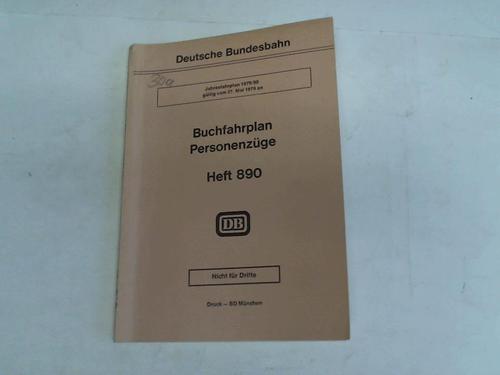 Deutsche Bundesbahn
Jahresfahrplan 1979/80
gültig vom 27. Mai 1979 an
Buchfahrplan
Personenzüge
Heft 890
DB
Nicht für Dritte
Druck – BD München